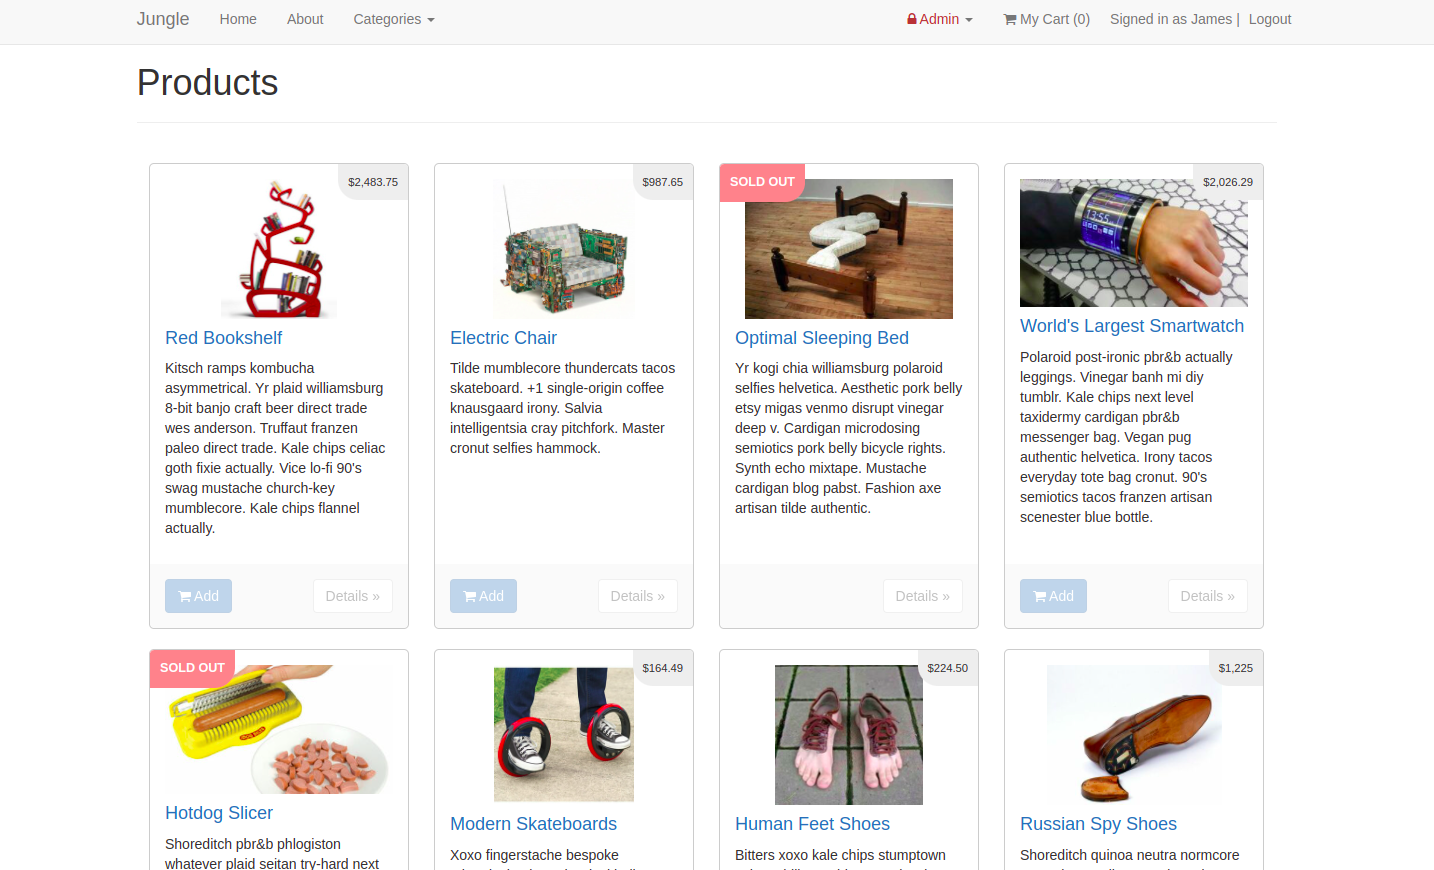 Jungle Home About Categories Admin My Cart (0) Signed in as James | Logout
Products
$2,483.75
Red Bookshelf
Kitsch ramps kombucha
asymmetrical. Yr plaid williamsburg
8-bit banjo craft beer direct trade
wes anderson. Truffaut franzen
paleo direct trade. Kale chips celiac
goth fixie actually. Vice lo-fi 90's
swag mustache church-key
mumblecore. Kale chips flannel
actually.
Add Details »
$987.65
Electric Chair
Tilde mumblecore thundercats tacos
skateboard. +1 single-origin coffee
knausgaard irony. Salvia
intelligentsia cray pitchfork. Master
cronut selfies hammock.
Add Details »
SOLD OUT
Optimal Sleeping Bed
Yr kogi chia williamsburg polaroid
selfies helvetica. Aesthetic pork belly
etsy migas venmo disrupt vinegar
deep v. Cardigan microdosing
semiotics pork belly bicycle rights.
Synth echo mixtape. Mustache
cardigan blog pabst. Fashion axe
artisan tilde authentic.
Details »
$2,026.29
13:55
World's Largest Smartwatch
Polaroid post-ironic pbr&b actually
leggings. Vinegar banh mi diy
tumblr. Kale chips next level
taxidermy cardigan pbr&b
messenger bag. Vegan pug
authentic helvetica. Irony tacos
everyday tote bag cronut. 90's
semiotics tacos franzen artisan
scenester blue bottle.
Add Details »
SOLD OUT
Hotdog Slicer
Shoreditch pbr&b phlogiston
whatever plaid seitan try-hard next
$164.49
Modern Skateboards
Xoxo fingerstache bespoke
$224.50
Human Feet Shoes
Bitters xoxo kale chips stumptown
$1,225
Russian Spy Shoes
Shoreditch quinoa neutra normcore